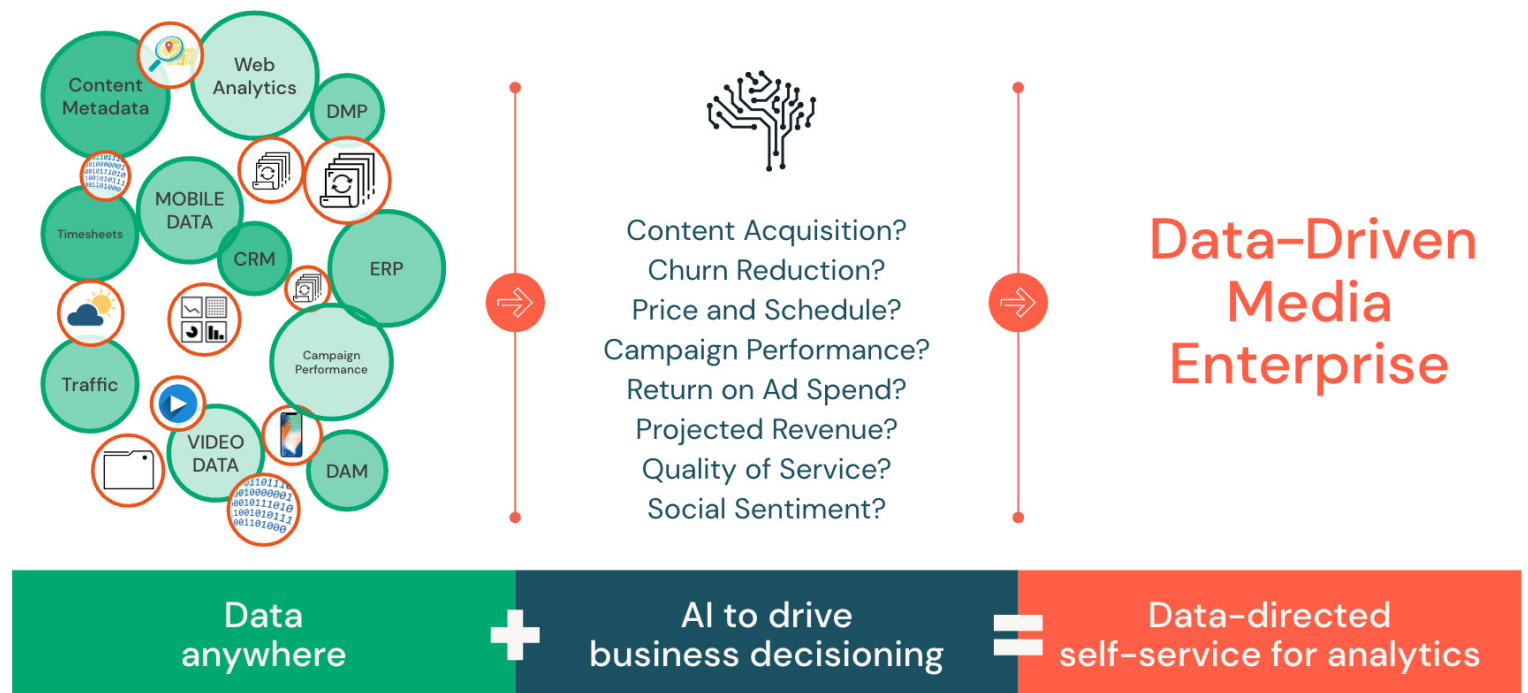 Content
Metadata
Web
Analytics
DMP
MOBILE
DATA
Timesheets
CRM
ERP
Campaign
Performance
Traffic
VIDEO
DATA
DAM
Content Acquisition?
Churn Reduction?
Price and Schedule?
Campaign Performance?
Return on Ad Spend?
Projected Revenue?
Quality of Service?
Social Sentiment?
Data–Driven
Media
Enterprise
Data
anywhere
+
AI to drive
business decisioning
=
Data-directed
self-service for analytics